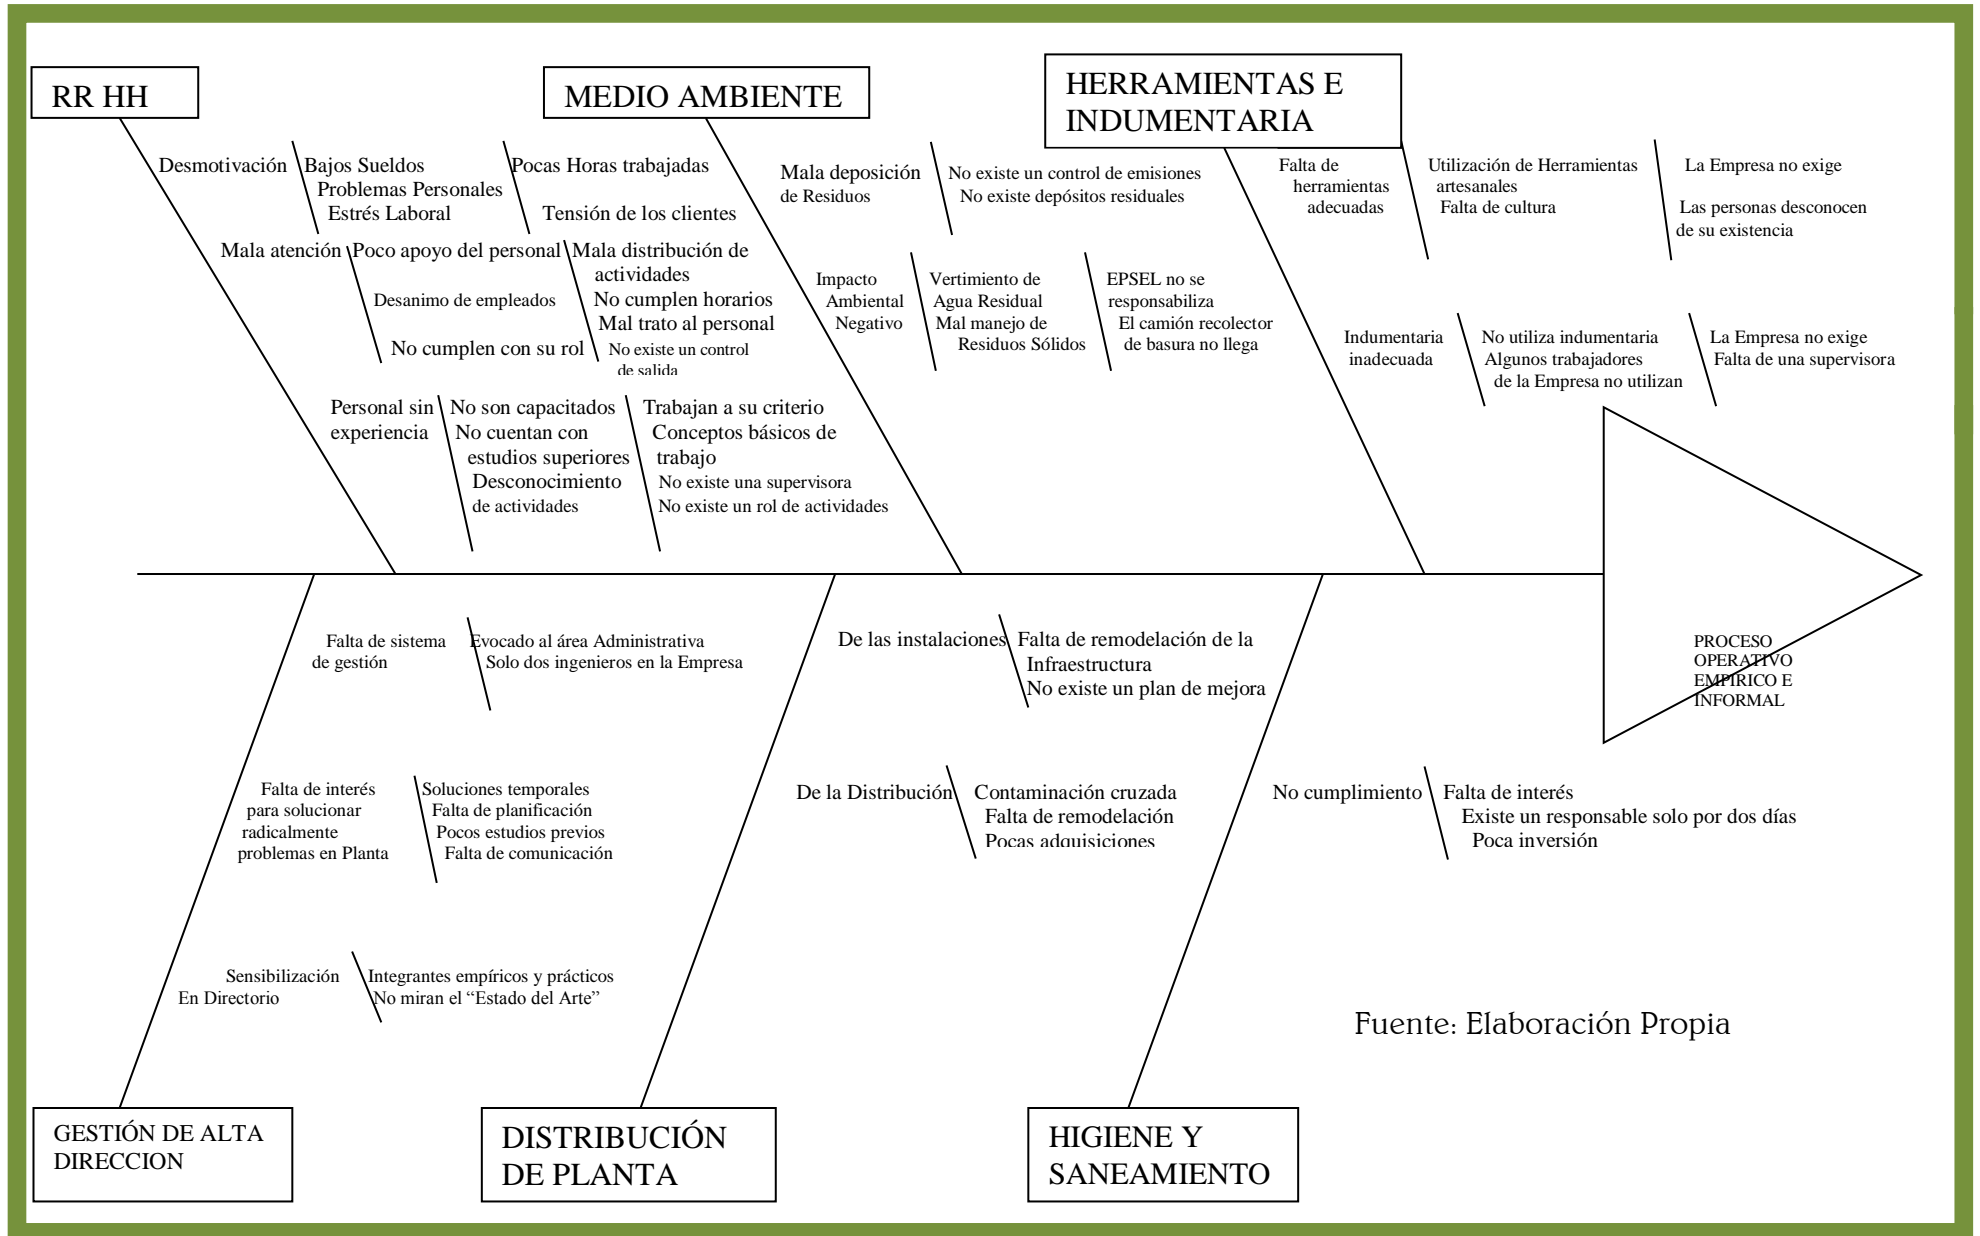 RR HH
MEDIO AMBIENTE
HERRAMIENTAS E
INDUMENTARIA
Desmotivación
Bajos Sueldos
Problemas Personales
Estrés Laboral
Pocas Horas trabajadas
Tensión de los clientes
Mala atención
Poco apoyo del personal
Desanimo de empleados
No cumplen con su rol
Mala distribución de
actividades
No cumplen horarios
Mal trato al personal
No existe un control
de salida
Personal sin
experiencia
No son capacitados
No cuentan con
estudios superiores
Desconocimiento
de actividades
Trabajan a su criterio
Conceptos básicos de
trabajo
No existe una supervisora
No existe un rol de actividades
Mala deposición
de Residuos
No existe un control de emisiones
No existe depósitos residuales
Impacto
Ambiental
Negativo
Vertimiento de
Agua Residual
Mal manejo de
Residuos Sólidos
EPSEL no se
responsabiliza
El camión recolector
de basura no llega
Falta de
herramientas
adecuadas
Utilización de Herramientas
artesanales
Falta de cultura
La Empresa no exige
Las personas desconocen
de su existencia
Indumentaria
inadecuada
No utiliza indumentaria
Algunos trabajadores
de la Empresa no utilizan
La Empresa no exige
Falta de una supervisora
PROCESO
OPERATIVO
EMPÍRICO E
INFORMAL
Falta de sistema
de gestión
Evocado al área Administrativa
Solo dos ingenieros en la Empresa
Falta de interés
para solucionar
radicalmente
problemas en Planta
Soluciones temporales
Falta de planificación
Pocos estudios previos
Falta de comunicación
Sensibilización
En Directorio
Integrantes empíricos y prácticos
No miran el “Estado del Arte”
De las instalaciones
Falta de remodelación de la
Infraestructura
No existe un plan de mejora
De la Distribución
Contaminación cruzada
Falta de remodelación
Pocas adquisiciones
No cumplimiento
Falta de interés
Existe un responsable solo por dos días
Poca inversión
Fuente: Elaboración Propia
GESTIÓN DE ALTA
DIRECCION
DISTRIBUCIÓN
DE PLANTA
HIGIENE Y
SANEAMIENTO